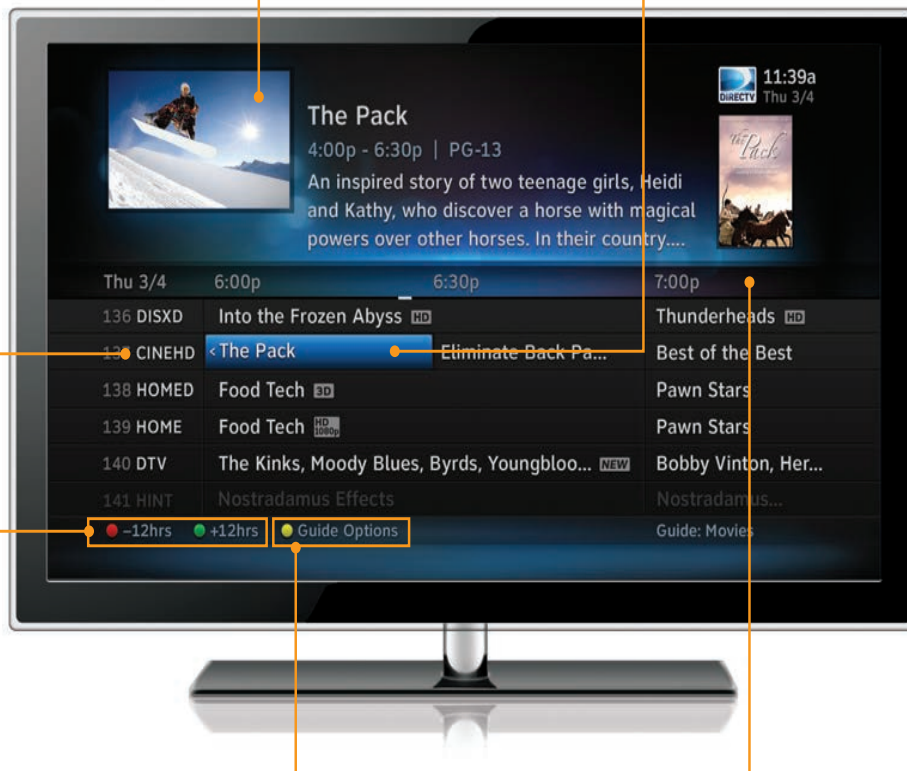 11:39a
DIRECTV Thu 3/4
The Pack
4:00p - 6:30p | PG-13
An inspired story of two teenage girls, Heidi
and Kathy, who discover a horse with magical
powers over other horses. In their country....
The Pack
Thu 3/4 6:00p 6:30p 7:00p
136 DISXD Into the Frozen Abyss HD Thunderheads HD
CINEHD <The Pack Eliminate Back Pa... Best of the Best
138 HOMED Food Tech 3D Pawn Stars
139 HOME Food Tech HD 1080p Pawn Stars
140 DTV The Kinks, Moody Blues, Byrds, Youngbloo... NEW Bobby Vinton, Her...
141 HINT Nostradamus Effects Nostradamus...
-12hrs +12hrs Guide Options Guide: Movies